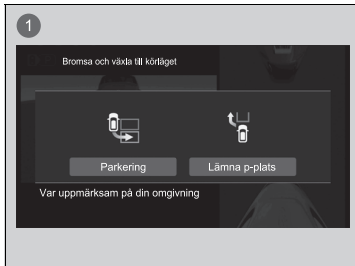 1
Bromsa och växla till körläget
Parkering
Lämna p-plats
Var uppmärksam på din omgivning